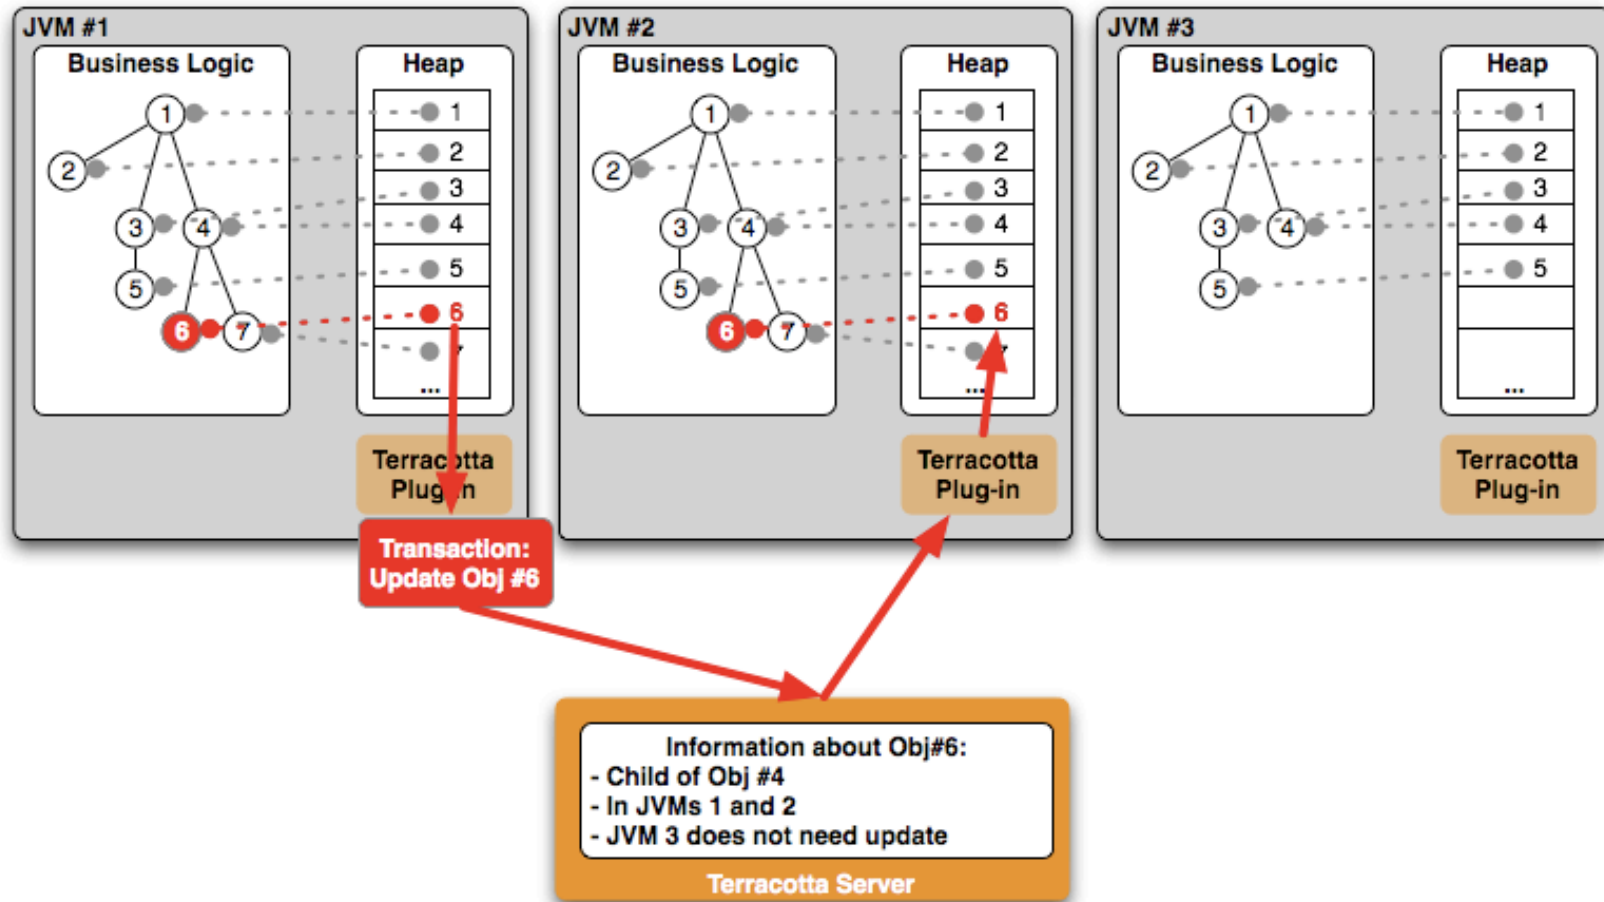 JVM #1
Business Logic
Heap
1
2
3
4
5
6
7
1
2
3
4
5
6
7
...
Terracotta
Plug-in
Transaction:
Update Obj #6
JVM #2
Business Logic
Heap
1
2
3
4
5
6
7
1
2
3
4
5
6
7
...
Terracotta
Plug-in
JVM #3
Business Logic
Heap
1
2
3
4
5
1
2
3
4
5
...
Terracotta
Plug-in
Information about Obj#6:
- Child of Obj #4
- In JVMs 1 and 2
- JVM 3 does not need update
Terracotta Server